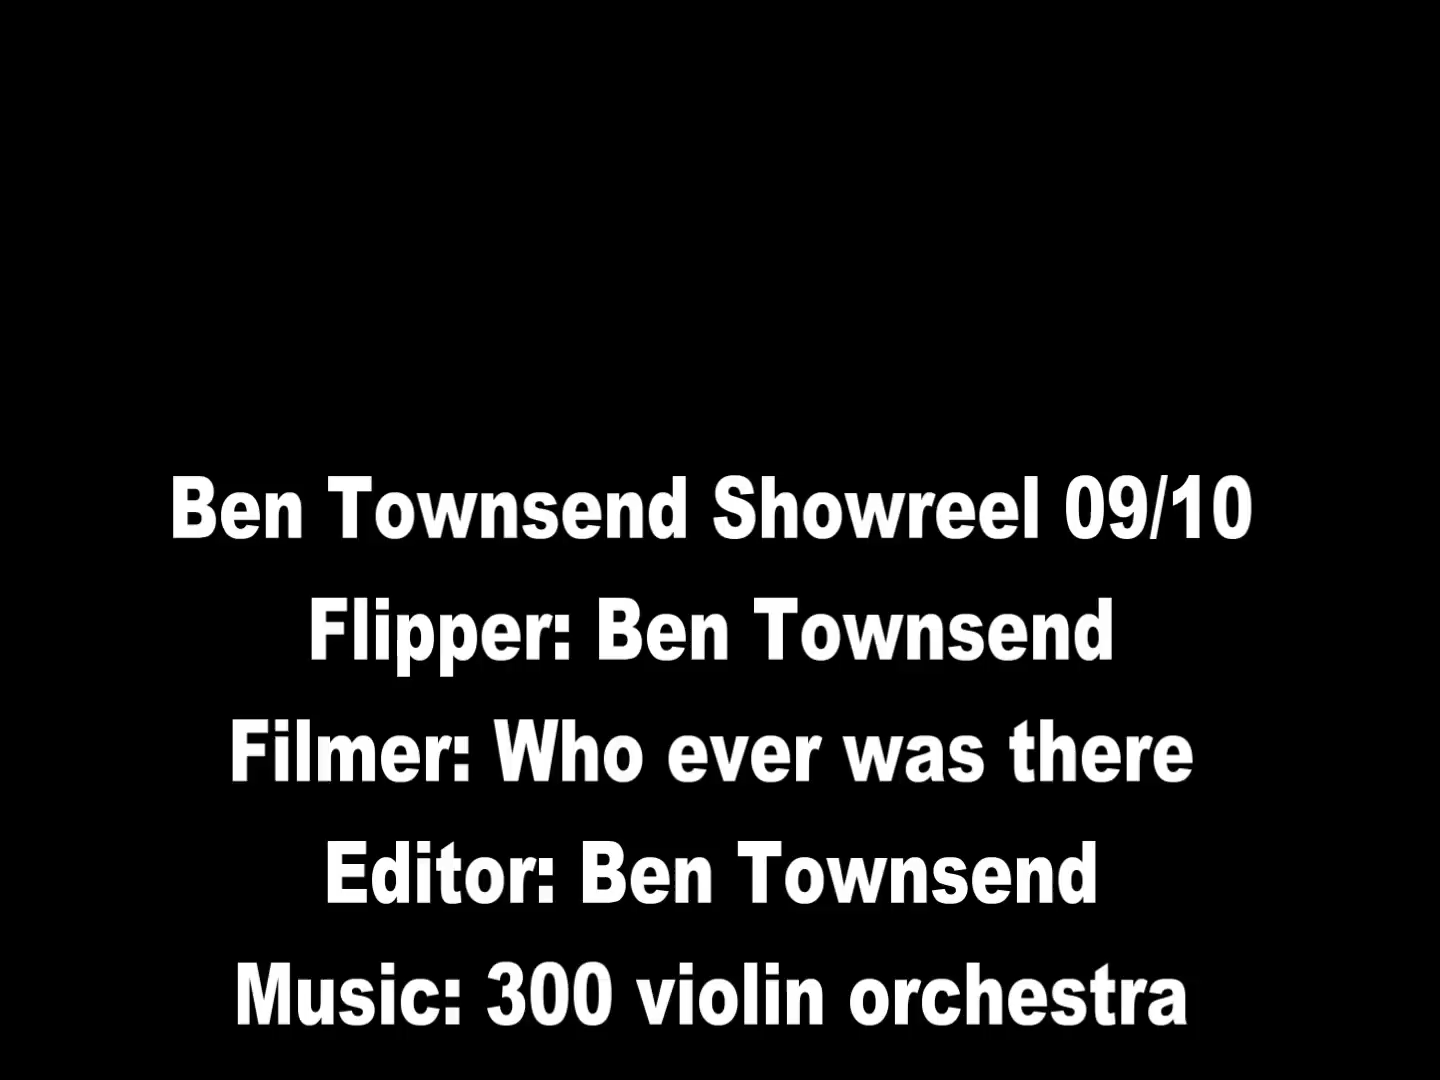 Ben Townsend Showreel 09/10
Flipper: Ben Townsend
Filmer: Who ever was there
Editor: Ben Townsend
Music: 300 violin orchestra